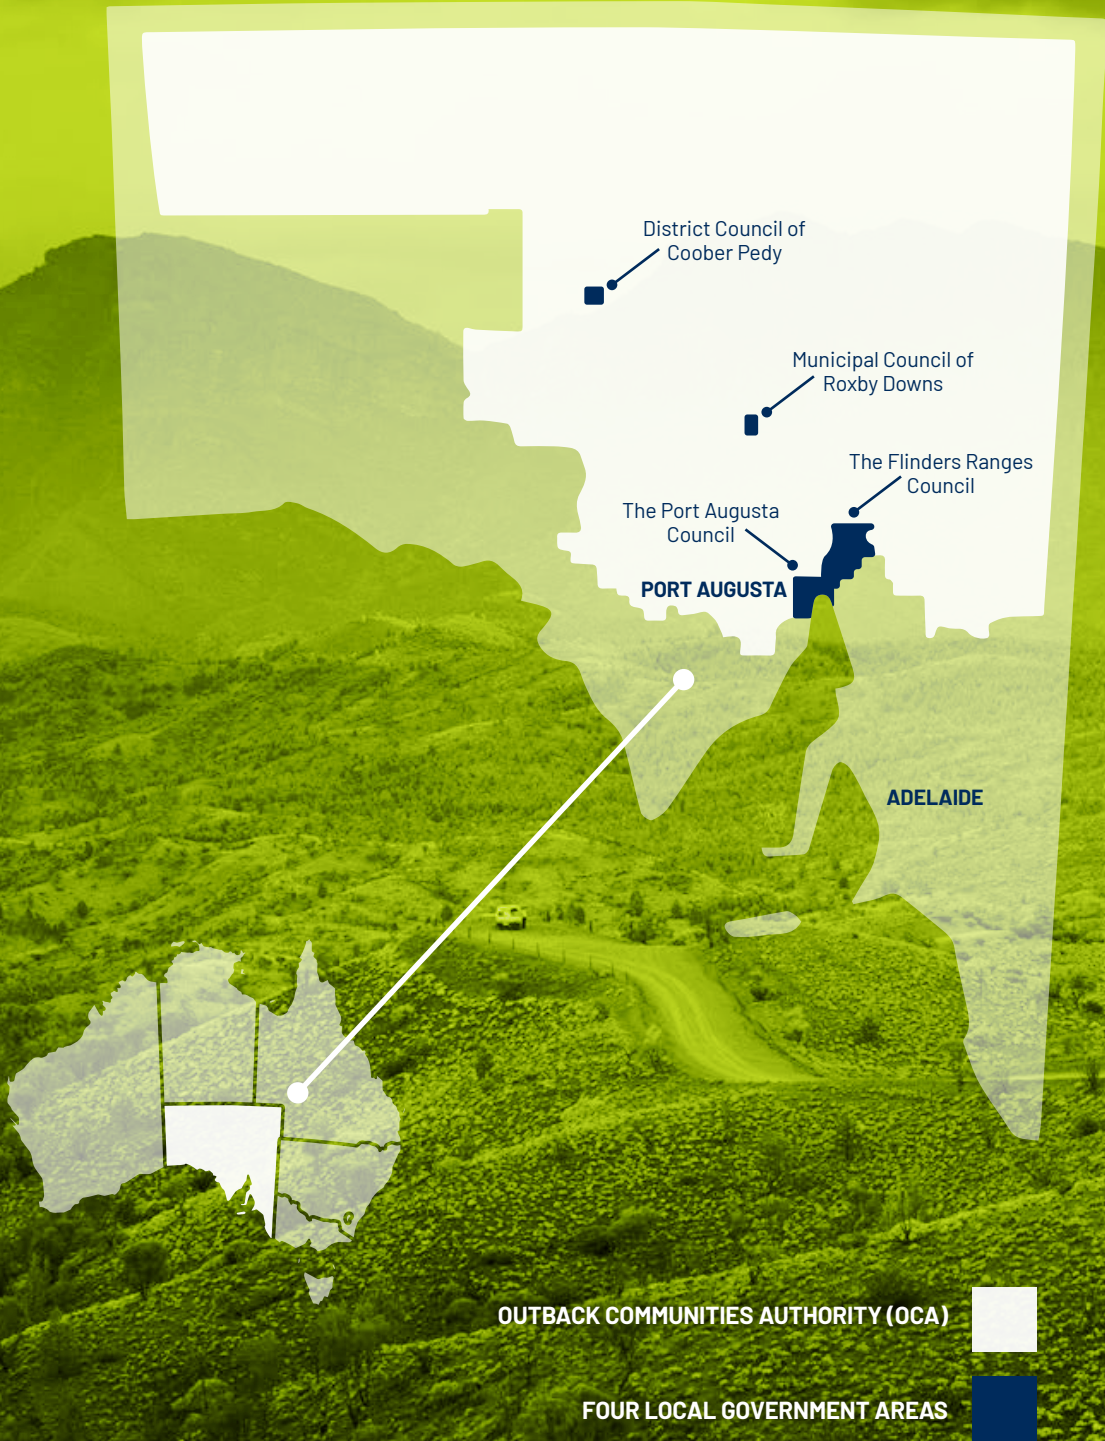 District Council of
Coober Pedy
Municipal Council of
Roxby Downs
The Flinders Ranges
Council
The Port Augusta
Council
PORT AUGUSTA
ADELAIDE
OUTBACK COMMUNITIES AUTHORITY (OCA)
FOUR LOCAL GOVERNMENT AREAS